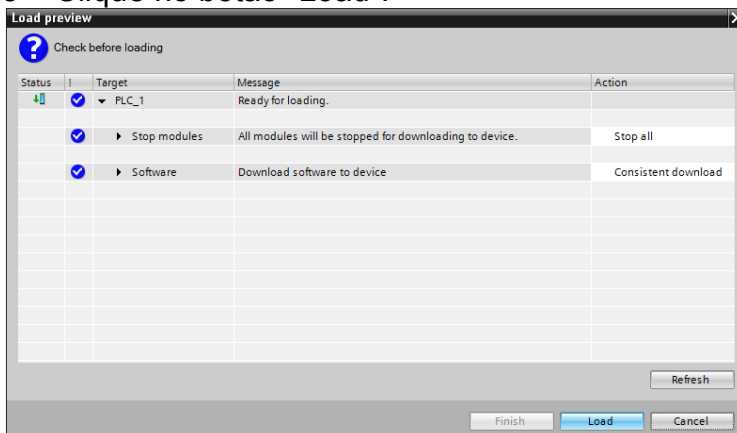 Load preview
Check before loading
Status ! Target Message Action
PLC_1 Ready for loading.
Stop modules All modules will be stopped for downloading to device. Stop all
Software Download software to device Consistent download
Refresh
Finish Load Cancel